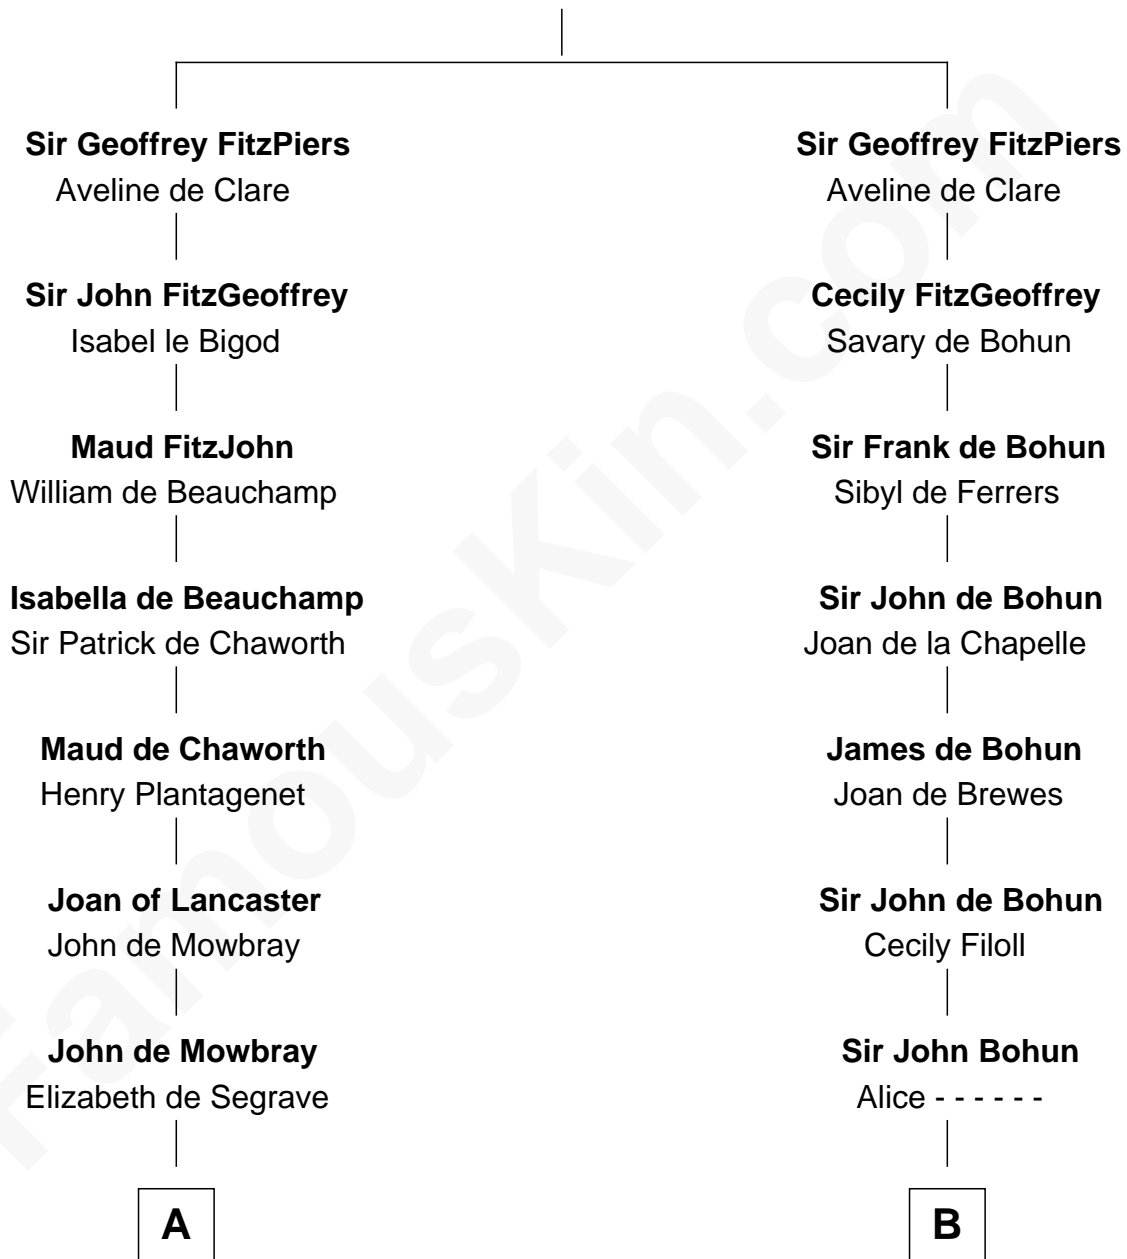 Sir Geoffrey FitzPiers
Aveline de Clare
Sir John FitzGeoffrey
Isabel le Bigod
Maud FitzJohn
William de Beauchamp
Isabella de Beauchamp
Sir Patrick de Chaworth
Maud de Chaworth
Henry Plantagenet
Joan of Lancaster
John de Mowbray
John de Mowbray
Elizabeth de Segrave
A
Sir Geoffrey FitzPiers
Aveline de Clare
Cecily FitzGeoffrey
Savary de Bohun
Sir Frank de Bohun
Sibyl de Ferrers
Sir John de Bohun
Joan de la Chapelle
James de Bohun
Joan de Brewes
Sir John de Bohun
Cecily Filoll
Sir John Bohun
Alice - - - - - -
B
FamousKin.com